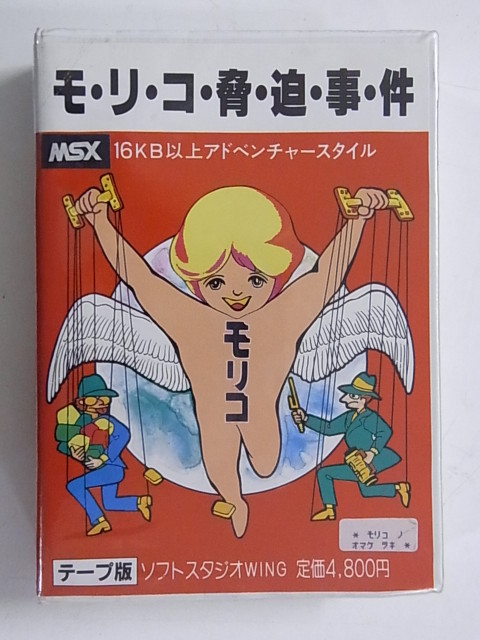 モ・リ・コ・脅・迫・事・件
MSX 16KB以上アドベンチャースタイル
モリコ
* モリコ ノ
オマケ ツキ *
テープ版 ソフトスタジオWING 定価4,800円